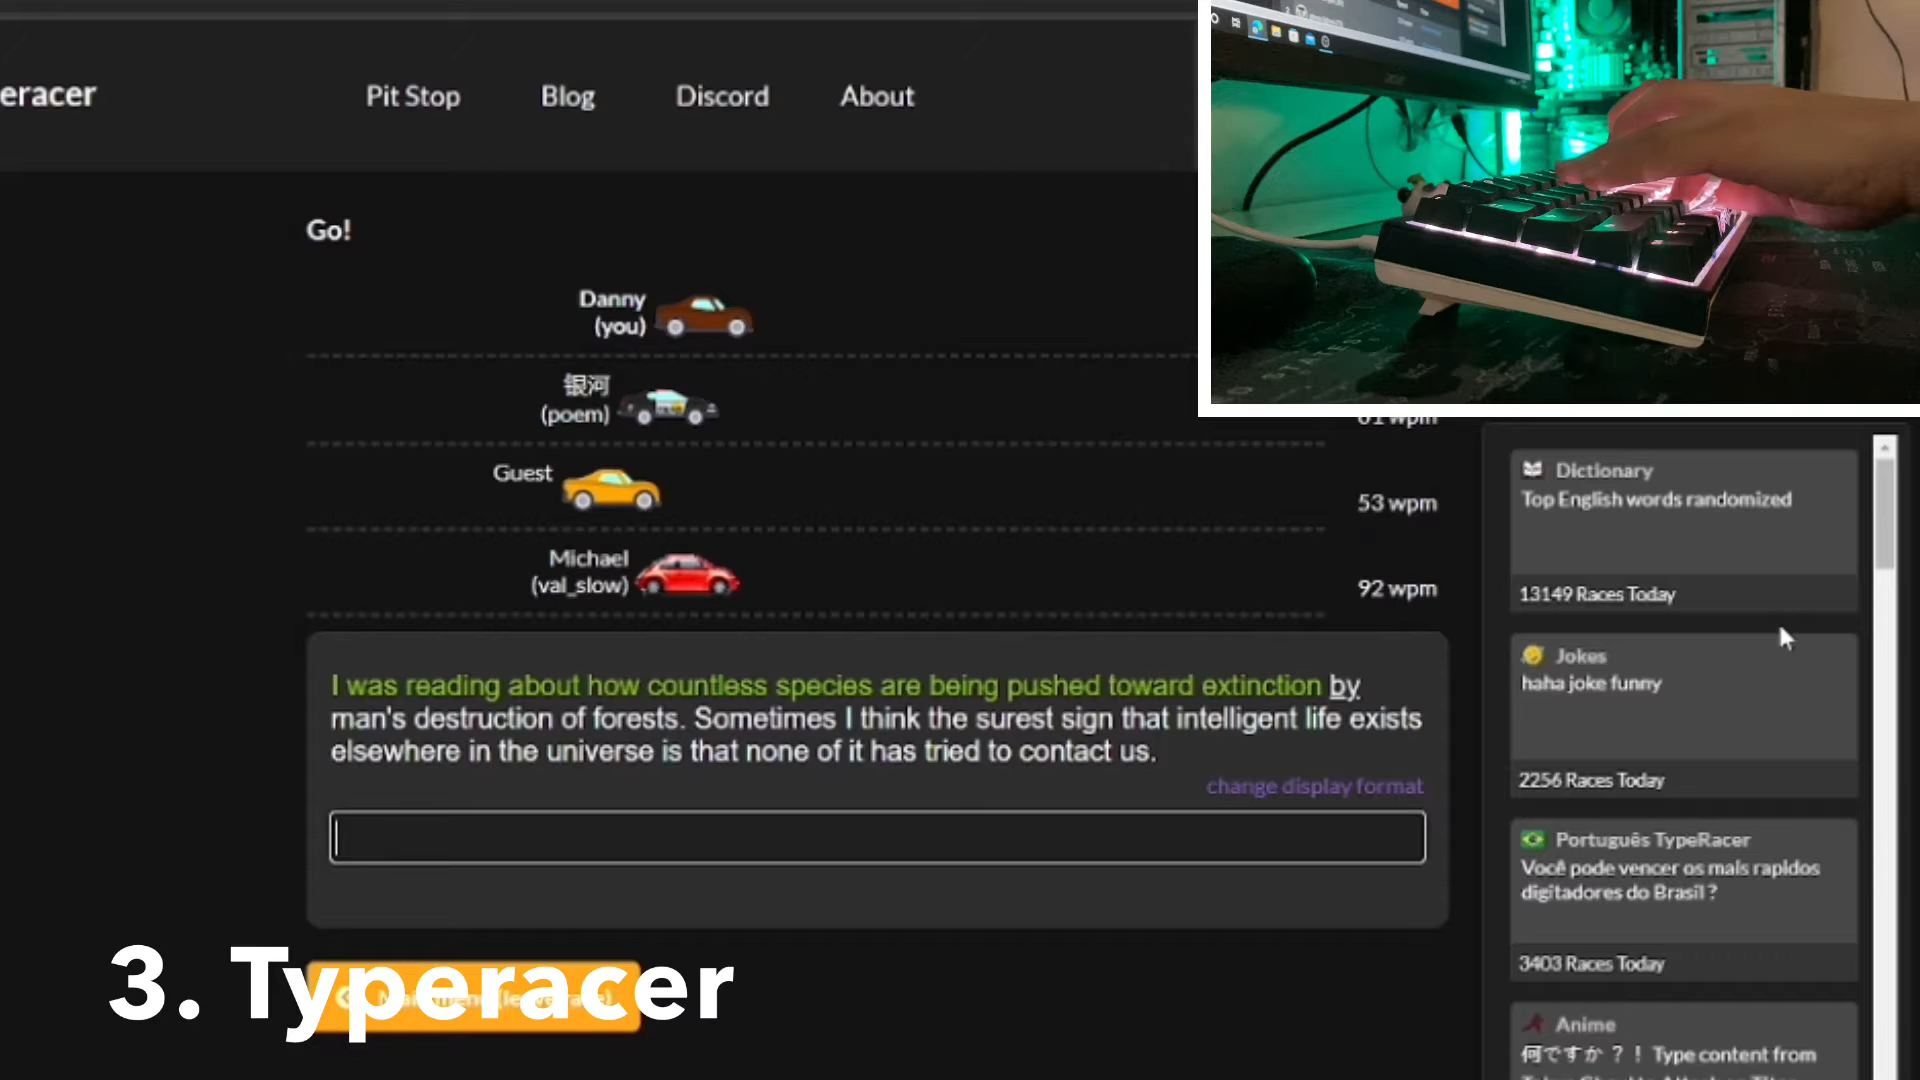 eracer
Pit Stop
Blog
Discord
About
Go!
Danny
(you)
银河
(poem)
61 wpm
Guest
53 wpm
Michael
(val_slow)
92 wpm
I was reading about how countless species are being pushed toward extinction by
man's destruction of forests. Sometimes I think the surest sign that intelligent life exists
elsewhere in the universe is that none of it has tried to contact us.
change display format
3. Typeracer
Dictionary
Top English words randomized
13149 Races Today
Jokes
haha joke funny
2256 Races Today
Português TypeRacer
Você pode vencer os mais rapidos
digitadores do Brasil?
3403 Races Today
Anime
何ですか？！ Type content from